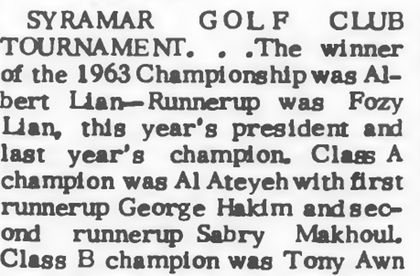 SYRAMAR GOLF CLUB
TOURNAMENT. . .The winner
of the 1963 Championship was Al-
bert Lian—Runnerup was Fozy
Lian, this year's president and
last year's champion. Class A
champion was Al Ateyeh with first
runnerup George Hakim and sec-
ond runnerup Sabry Makhoul.
Class B champion was Tony Awn